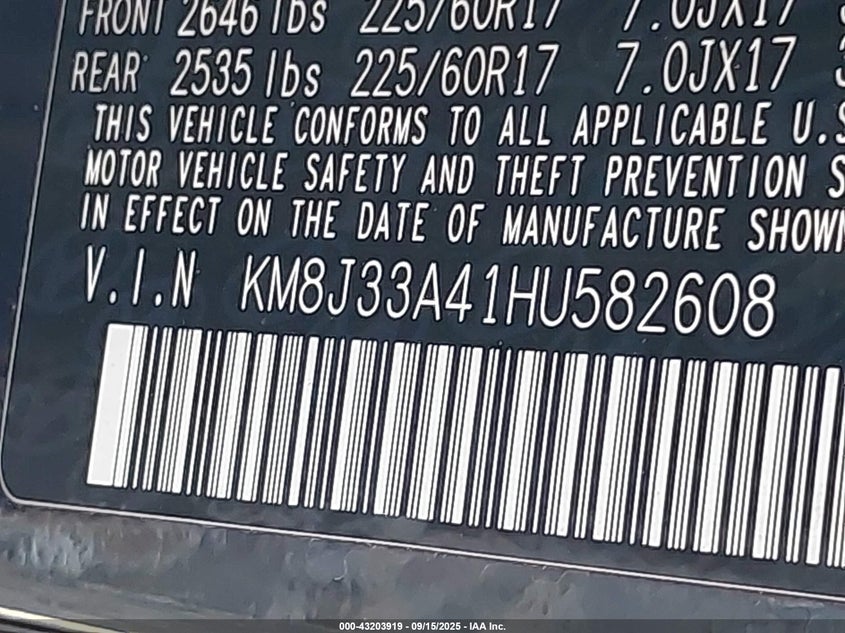 FRONT 2646 lbs 225/60R17 7.0JX17
REAR 2535 lbs 225/60R17 7.0JX17 3
THIS VEHICLE CONFORMS TO ALL APPLICABLE U.S
MOTOR VEHICLE SAFETY AND THEFT PREVENTION S
IN EFFECT ON THE DATE OF MANUFACTURE SHOWN
V.I.N KM8J33A41HU582608
000-43203919 - 09/15/2025 - IAA Inc.